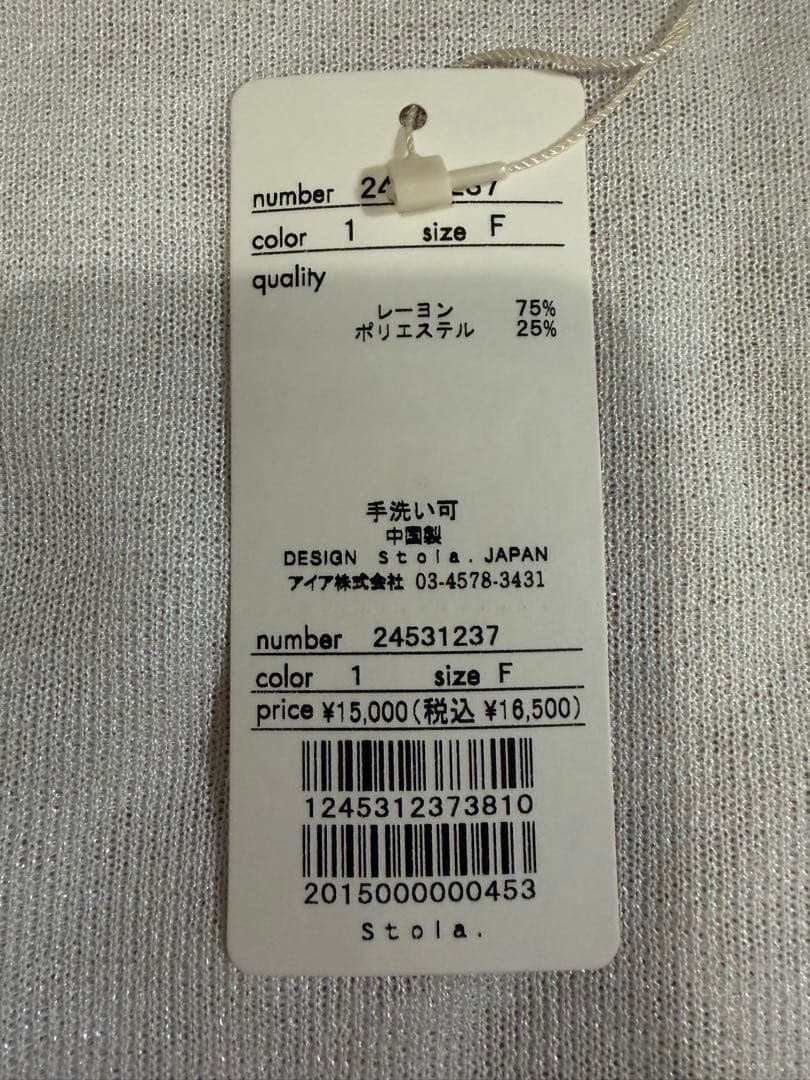 number 24
color 1 size F
quality
レーヨン 75%
ポリエステル 25%
手洗い可
中国製
DESIGN Stola. JAPAN
アイア株式会社 03-4578-3431
number 24531237
color 1 size F
price ¥15,000(税込 ¥16,500)
1245312373810
2015000000453
Stola.